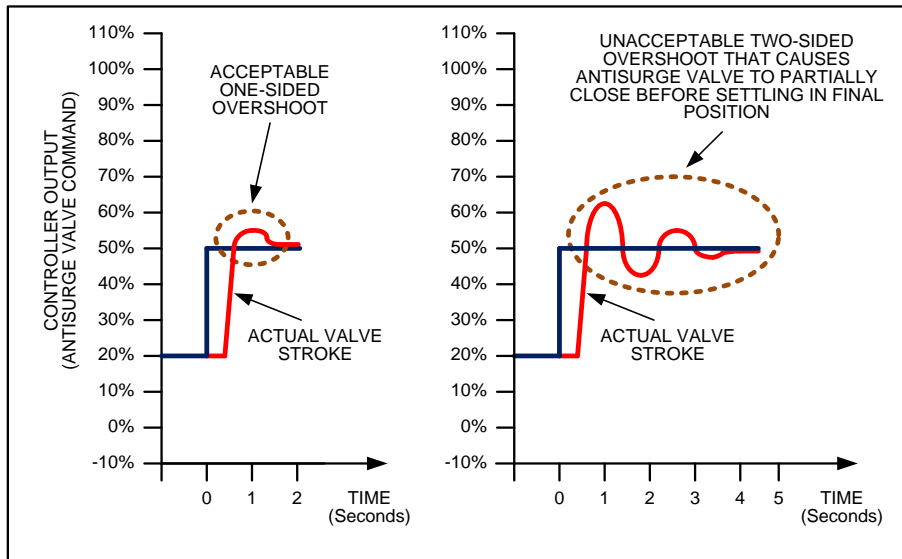 110%
100%
90%
80%
70%
60%
50%
40%
30%
20%
10%
0%
-10%
CONTROLLER OUTPUT
(ANTISURGE VALVE COMMAND)
ACCEPTABLE
ONE-SIDED
OVERSHOOT
ACTUAL VALVE
STROKE
0 1 2
TIME
(Seconds)
110%
100%
90%
80%
70%
60%
50%
40%
30%
20%
10%
0%
-10%
UNACCEPTABLE TWO-SIDED
OVERSHOOT THAT CAUSES
ANTISURGE VALVE TO PARTIALLY
CLOSE BEFORE SETTLING IN FINAL
POSITION
ACTUAL VALVE
STROKE
0 1 2 3 4 5
TIME
(Seconds)